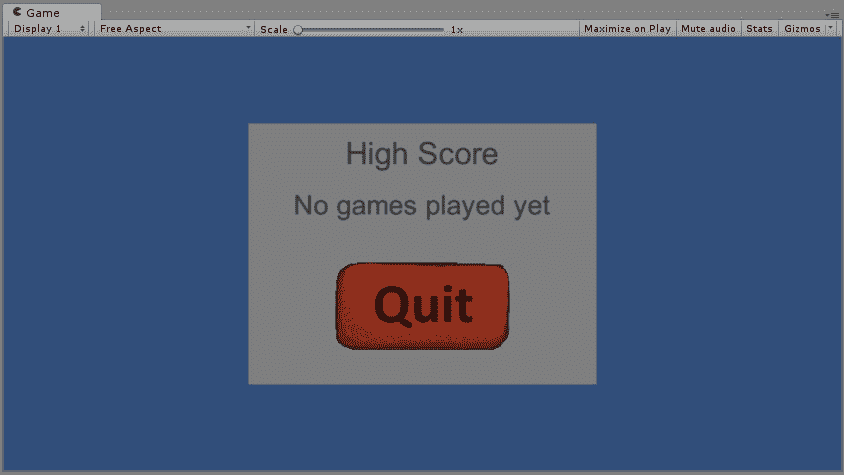 Game
Display 1 Free Aspect Scale 1x Maximize on Play Mute audio Stats Gizmos
High Score
No games played yet
Quit